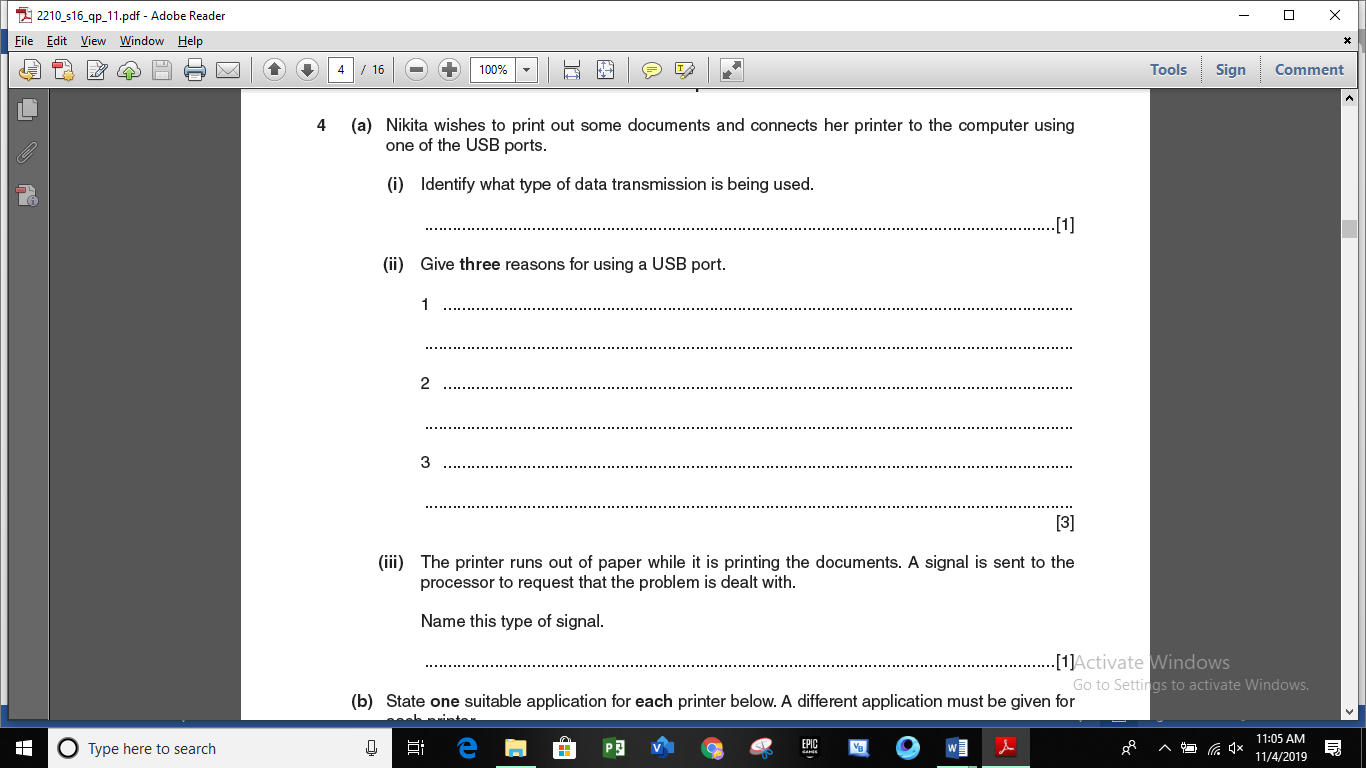 2210_s16_qp_11.pdf - Adobe Reader
File Edit View Window Help
4 / 16 100% Tools Sign Comment
4 (a) Nikita wishes to print out some documents and connects her printer to the computer using
one of the USB ports.
(i) Identify what type of data transmission is being used.
[1]
(ii) Give three reasons for using a USB port.
1
2
3
[3]
(iii) The printer runs out of paper while it is printing the documents. A signal is sent to the
processor to request that the problem is dealt with.
Name this type of signal.
[1]
Activate Windows
Go to Settings to activate Windows.
(b) State one suitable application for each printer below. A different application must be given for
each printer.
Type here to search
11:05 AM
11/4/2019